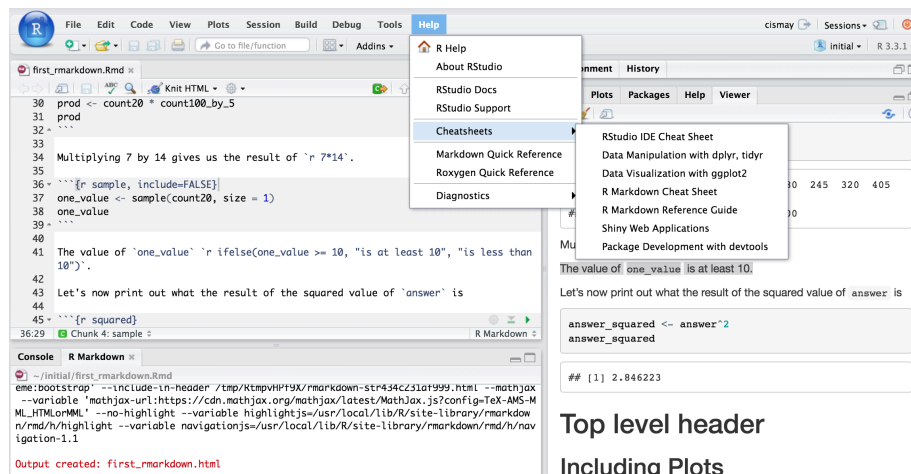 File Edit Code View Plots Session Build Debug Tools Help
cismay Sessions
Go to file/function Addins
initial R 3.3.1
R Help
About RStudio
RStudio Docs
RStudio Support
Cheatsheets
Markdown Quick Reference
Roxygen Quick Reference
Diagnostics
RStudio IDE Cheat Sheet
Data Manipulation with dplyr, tidyr
Data Visualization with ggplot2
R Markdown Cheat Sheet
R Markdown Reference Guide
Shiny Web Applications
Package Development with devtools
first_rmarkdown.Rmd
ABC Knit HTML
30 prod <- count20 * count100_by_5
31 prod
32 ```
33
34 Multiplying 7 by 14 gives us the result of `r 7*14`.
35
36 ```{r sample, include=FALSE}
37 one_value <- sample(count20, size = 1)
38 one_value
39 ```
40
41 The value of `one_value` `r ifelse(one_value >= 10, "is at least 10", "is less than
10")`.
42
43 Let's now print out what the result of the squared value of `answer` is
44
45 ```{r squared}
36:29 Chunk 4: sample R Markdown
Console R Markdown
~/initial/first_rmarkdown.Rmd
eme:bootstrap' --include-in-header /tmp/RtmpvHPf9X/rmarkdown-str434c231af999.html --mathjax
--variable 'mathjax-url:https://cdn.mathjax.org/mathjax/latest/MathJax.js?config=TeX-AMS-M
ML_HTMLorMML' --no-highlight --variable highlightjs=/usr/local/lib/R/site-library/rmarkdow
n/rmd/h/highlight --variable navigationjs=/usr/local/lib/R/site-library/rmarkdown/rmd/h/nav
igation-1.1
Output created: first_rmarkdown.html
onment History
Plots Packages Help Viewer
245 320 405
##
Mu
The value of one_value is at least 10.
Let's now print out what the result of the squared value of answer is
answer_squared <- answer^2
answer_squared
## [1] 2.846223
Top level header
Including Plots